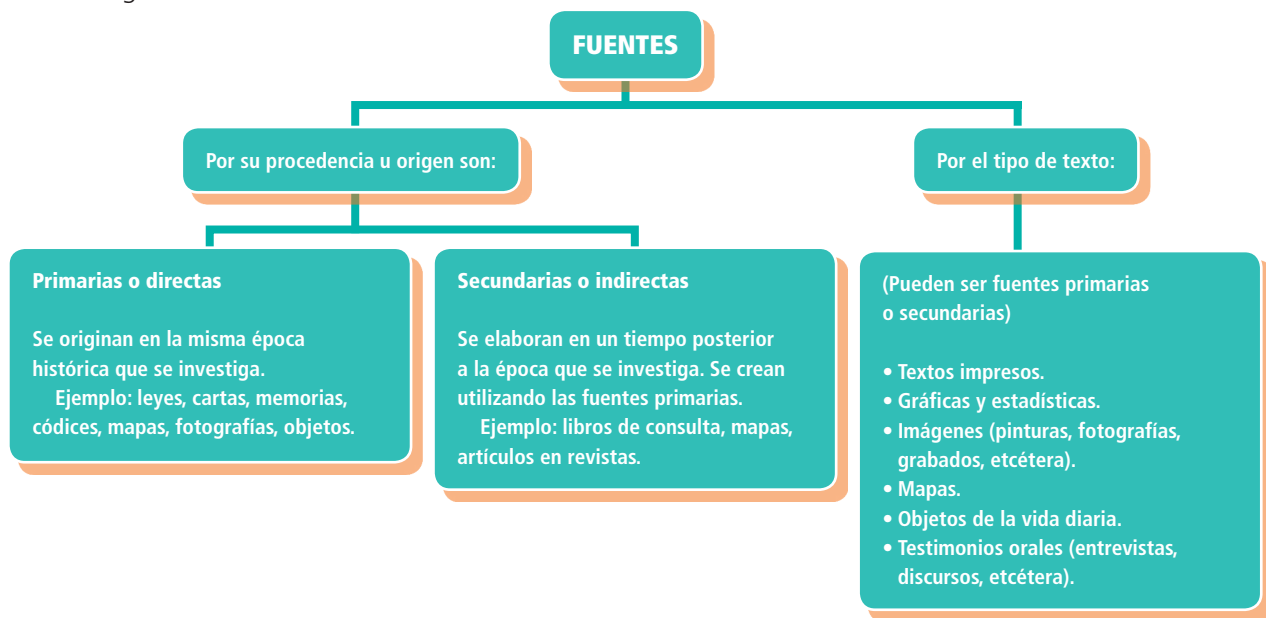 FUENTES
Por su procedencia u origen son:
Por el tipo de texto:
Primarias o directas
Se originan en la misma época
histórica que se investiga.
Ejemplo: leyes, cartas, memorias,
códices, mapas, fotografías, objetos.
Secundarias o indirectas
Se elaboran en un tiempo posterior
a la época que se investiga. Se crean
utilizando las fuentes primarias.
Ejemplo: libros de consulta, mapas,
artículos en revistas.
(Pueden ser fuentes primarias
o secundarias)
• Textos impresos.
• Gráficas y estadísticas.
• Imágenes (pinturas, fotografías,
grabados, etcétera).
• Mapas.
• Objetos de la vida diaria.
• Testimonios orales (entrevistas,
discursos, etcétera).